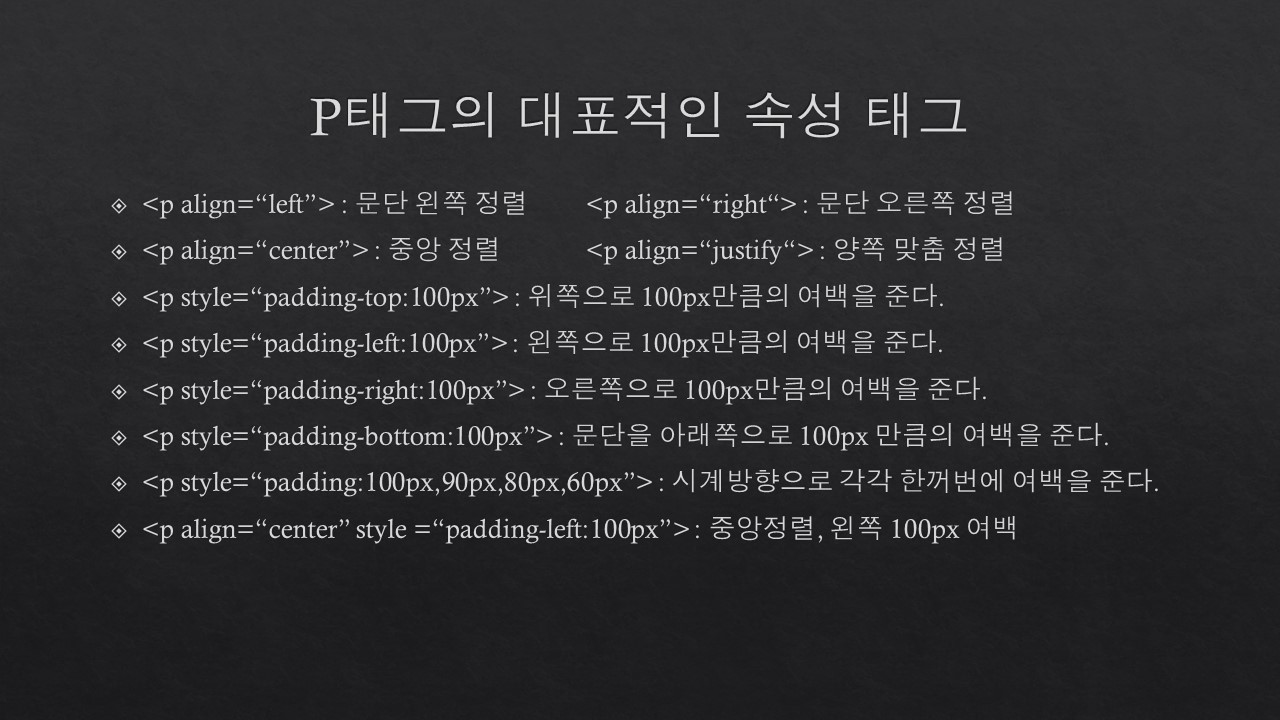 P태그의 대표적인 속성 태그
<p align=“left”> : 문단 왼쪽 정렬 <p align=“right“> : 문단 오른쪽 정렬
<p align=“center”> : 중앙 정렬 <p align=“justify“> : 양쪽 맞춤 정렬
<p style=“padding-top:100px”> : 위쪽으로 100px만큼의 여백을 준다.
<p style=“padding-left:100px”> : 왼쪽으로 100px만큼의 여백을 준다.
<p style=“padding-right:100px”> : 오른쪽으로 100px만큼의 여백을 준다.
<p style=“padding-bottom:100px”> : 문단을 아래쪽으로 100px 만큼의 여백을 준다.
<p style=“padding:100px,90px,80px,60px”> : 시계방향으로 각각 한꺼번에 여백을 준다.
<p align=“center” style =“padding-left:100px”> : 중앙정렬, 왼쪽 100px 여백